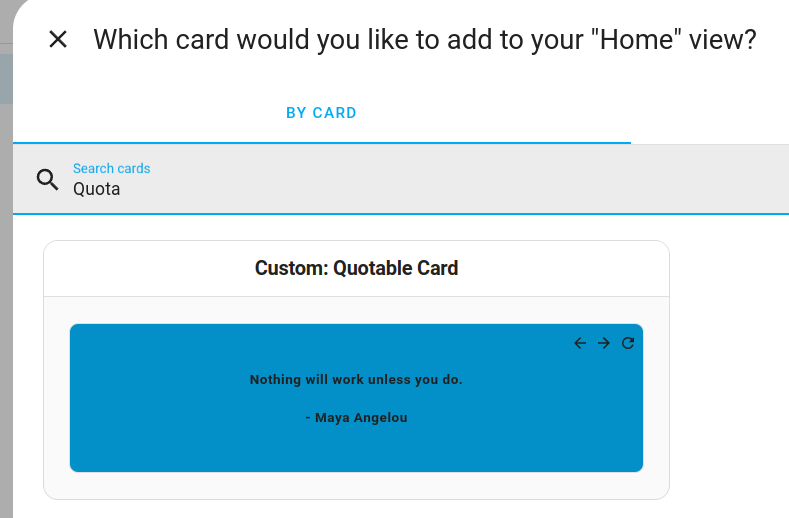 Which card would you like to add to your "Home" view?
BY CARD
Search cards
Quota
Custom: Quotable Card
Nothing will work unless you do.
- Maya Angelou